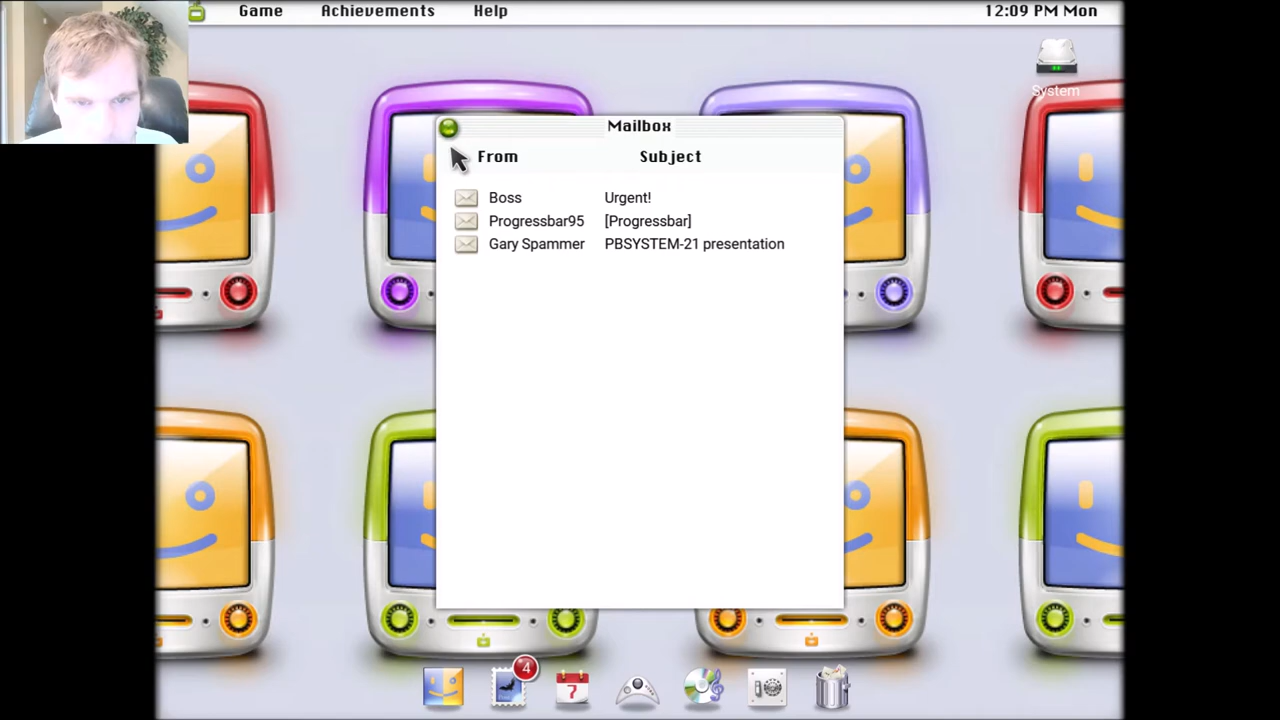 Game Achievements Help 12:09 PM Mon
System
Mailbox
From Subject
Boss Urgent!
Progressbar95 [Progressbar]
Gary Spammer PBSYSTEM-21 presentation
4
7